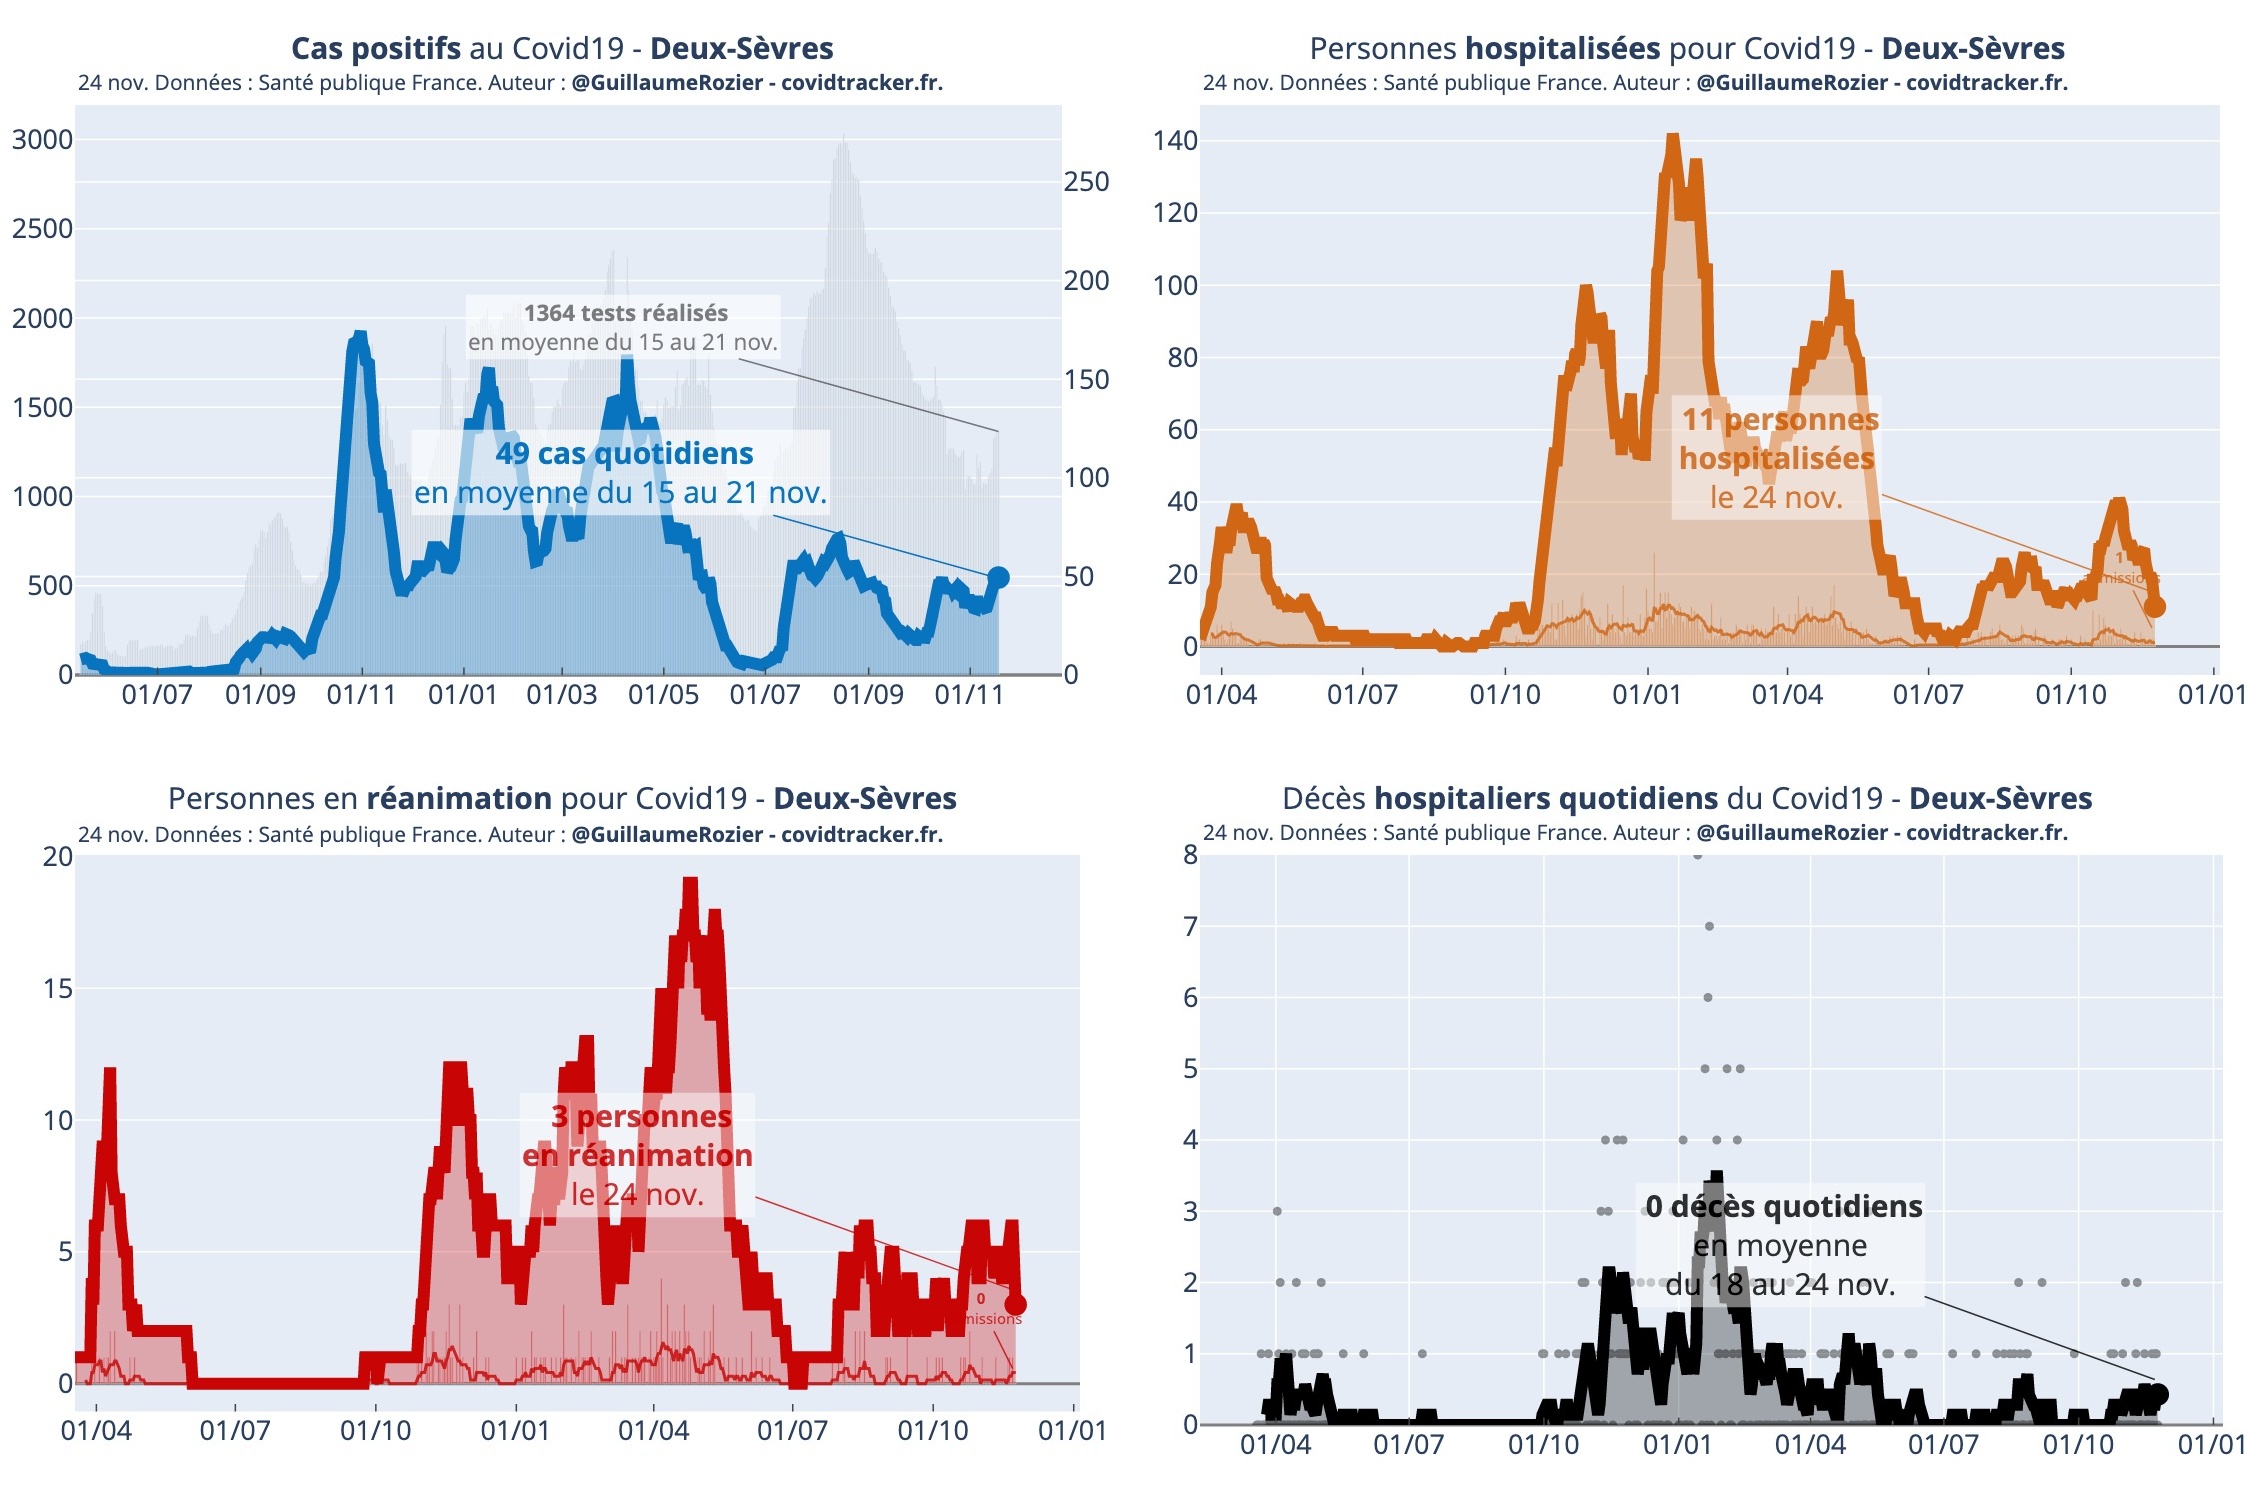 Cas positifs au Covid19 - Deux-Sèvres
24 nov. Données : Santé publique France. Auteur : @GuillaumeRozier - covidtracker.fr.
3000
2500
2000
1500
1000
500
0
250
200
150
100
50
0
1364 tests réalisés
en moyenne du 15 au 21 nov.
49 cas quotidiens
en moyenne du 15 au 21 nov.
01/07 01/09 01/11 01/01 01/03 01/05 01/07 01/09 01/11
Personnes hospitalisées pour Covid19 - Deux-Sèvres
24 nov. Données : Santé publique France. Auteur : @GuillaumeRozier - covidtracker.fr.
140
120
100
80
60
40
20
0
11 personnes
hospitalisées
le 24 nov.
1
01/04 01/07 01/10 01/01 01/04 01/07 01/10 01/01
Personnes en réanimation pour Covid19 - Deux-Sèvres
24 nov. Données : Santé publique France. Auteur : @GuillaumeRozier - covidtracker.fr.
20
15
10
5
0
3 personnes
en réanimation
le 24 nov.
0
missions
01/04 01/07 01/10 01/01 01/04 01/07 01/10 01/01
Décès hospitaliers quotidiens du Covid19 - Deux-Sèvres
24 nov. Données : Santé publique France. Auteur : @GuillaumeRozier - covidtracker.fr.
8
7
6
5
4
3
2
1
0
0 décès quotidiens
en moyenne
du 18 au 24 nov.
01/04 01/07 01/10 01/01 01/04 01/07 01/10 01/01